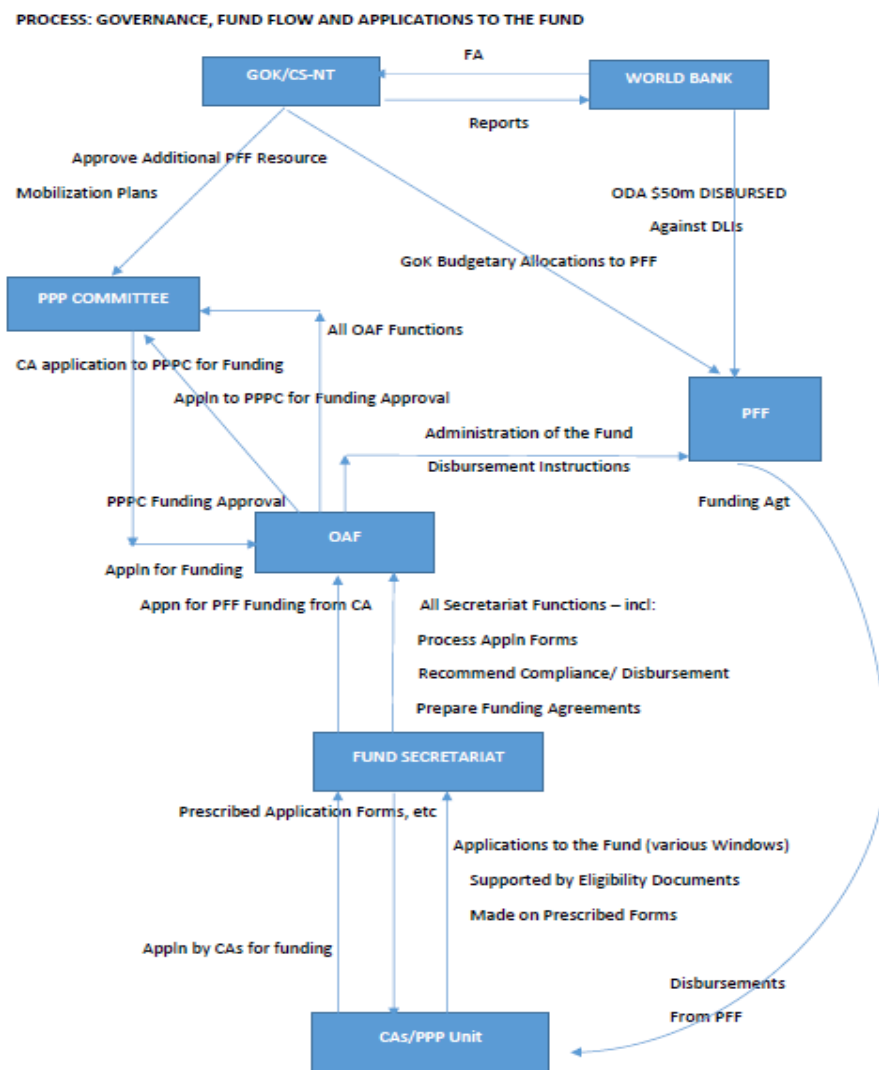 PROCESS: GOVERNANCE, FUND FLOW AND APPLICATIONS TO THE FUND
FA
GOK/CS-NT
WORLD BANK
Reports
Approve Additional PFF Resource
Mobilization Plans
ODA $50m DISBURSED
Against DLIs
GoK Budgetary Allocations to PFF
PPP COMMITTEE
All OAF Functions
CA application to PPPC for Funding
Appln to PPPC for Funding Approval
PFF
Administration of the Fund
Disbursement Instructions
PPPC Funding Approval
Funding Agt
OAF
Appln for Funding
Appn for PFF Funding from CA
All Secretariat Functions – incl:
Process Appln Forms
Recommend Compliance/ Disbursement
Prepare Funding Agreements
FUND SECRETARIAT
Prescribed Application Forms, etc
Applications to the Fund (various Windows)
Supported by Eligibility Documents
Made on Prescribed Forms
Appln by CAs for funding
Disbursements
From PFF
CAs/PPP Unit